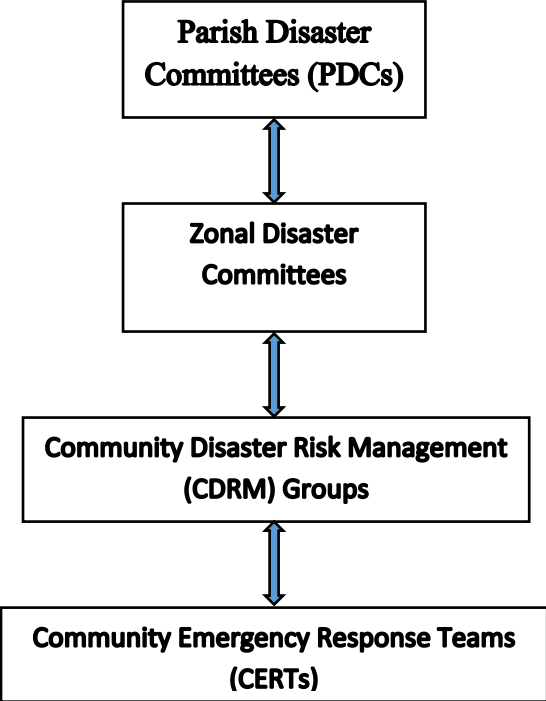 Parish Disaster
Committees (PDCs)
Zonal Disaster
Committees
Community Disaster Risk Management
(CDRM) Groups
Community Emergency Response Teams
(CERTs)